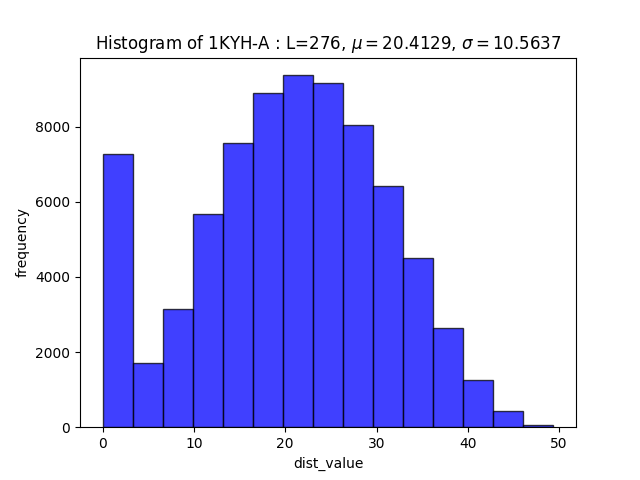 Histogram of 1KYH-A : L=276, μ = 20.4129, σ = 10.5637
frequency
8000
6000
4000
2000
0
0 10 20 30 40 50
dist_value